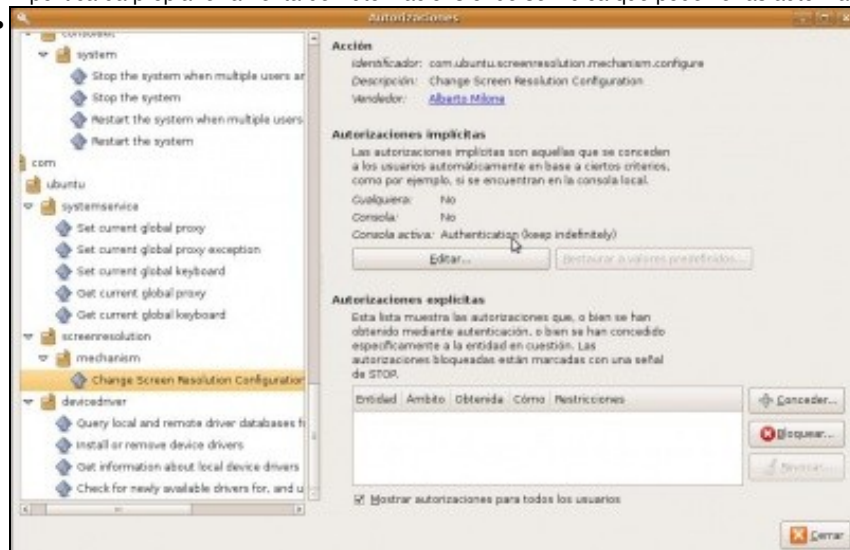 Autorizaciones
consolekit
system
Stop the system when multiple users ar
Stop the system
Restart the system when multiple users
Restart the system
com
ubuntu
systemservice
Set current global proxy
Set current global proxy exception
Set current global keyboard
Get current global proxy
Get current global keyboard
screenresolution
mechanism
Change Screen Resolution Configuration
devicedriver
Query local and remote driver databases f
Install or remove device drivers
Get information about local device drivers
Check for newly available drivers for, and u
Acción
Identificador: com.ubuntu.screenresolution.mechanism.configure
Descripción: Change Screen Resolution Configuration
Vendedor: Alberto Milone
Autorizaciones implícitas
Las autorizaciones implícitas son aquellas que se conceden
a los usuarios automáticamente en base a ciertos criterios,
como por ejemplo, si se encuentran en la consola local.
Cualquiera: No
Consola: No
Consola activa: Authentication (keep indefinitely)
Editar... Restaurar a valores predefinidos...
Autorizaciones explícitas
Esta lista muestra las autorizaciones que, o bien se han
obtenido mediante autenticación, o bien se han concedido
específicamente a la entidad en cuestión. Las
autorizaciones bloqueadas están marcadas con una señal
de STOP.
Entidad Ámbito Obtenida Cómo Restricciones
Conceder...
Bloquear...
Revocar...
Mostrar autorizaciones para todos los usuarios
Cerrar